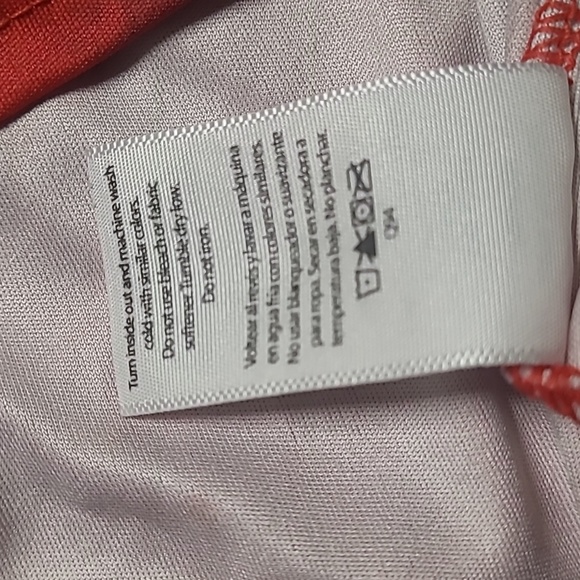 Turn inside out and machine wash
cold with similar colors.
Do not use bleach or fabric
softener. Tumble dry low.
Do not iron.
Voltear al revés y lavar a máquina
en agua fria con colores similares.
No usar blanqueador o suavizante
para ropa. Secar en secadora a
temperatura baja. No planchar.
Q94